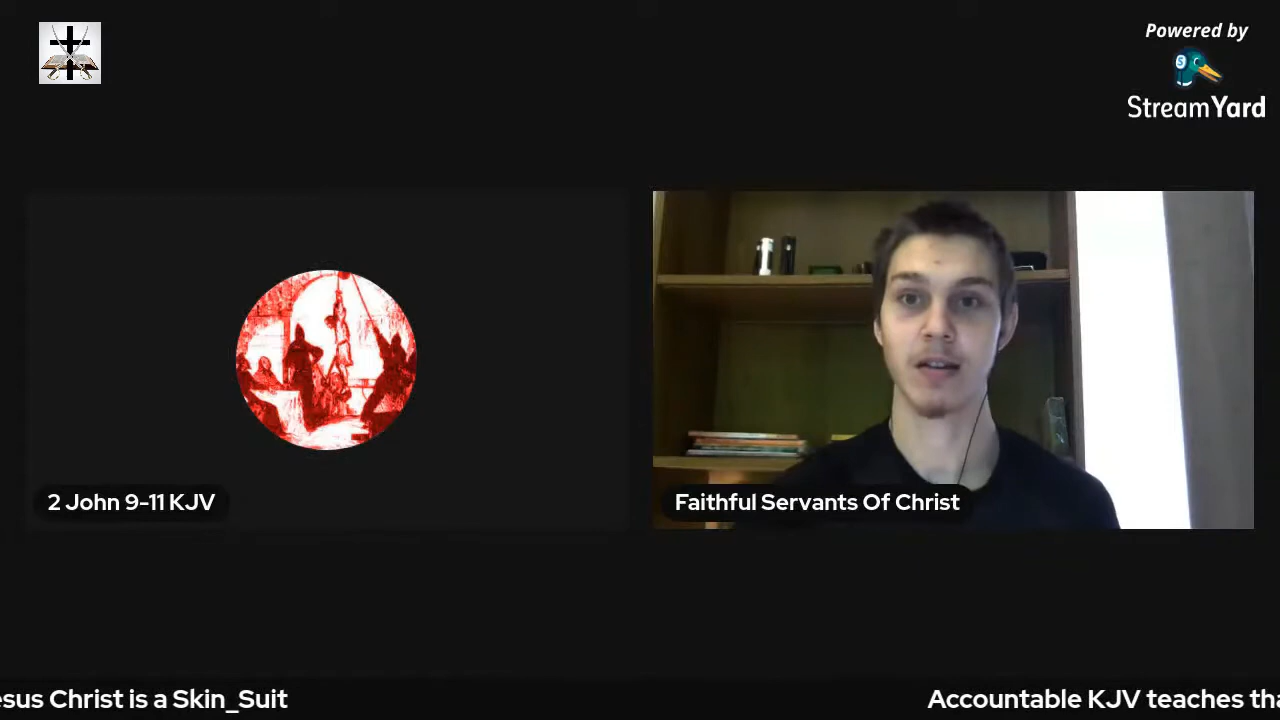 Powered by
StreamYard
2 John 9-11 KJV
Faithful Servants Of Christ
esus Christ is a Skin_Suit
Accountable KJV teaches tha